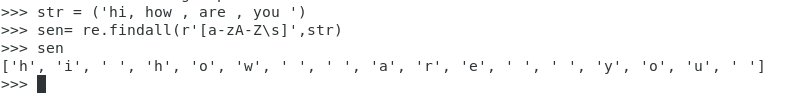 >>> str = ('hi, how , are , you ')
>>> sen= re.findall(r'[a-zA-Z\s]',str)
>>> sen
['h', 'i', ' ', 'h', 'o', 'w', ' ', ' ', 'a', 'r', 'e', ' ', ' ', 'y', 'o', 'u', ' ']
>>>